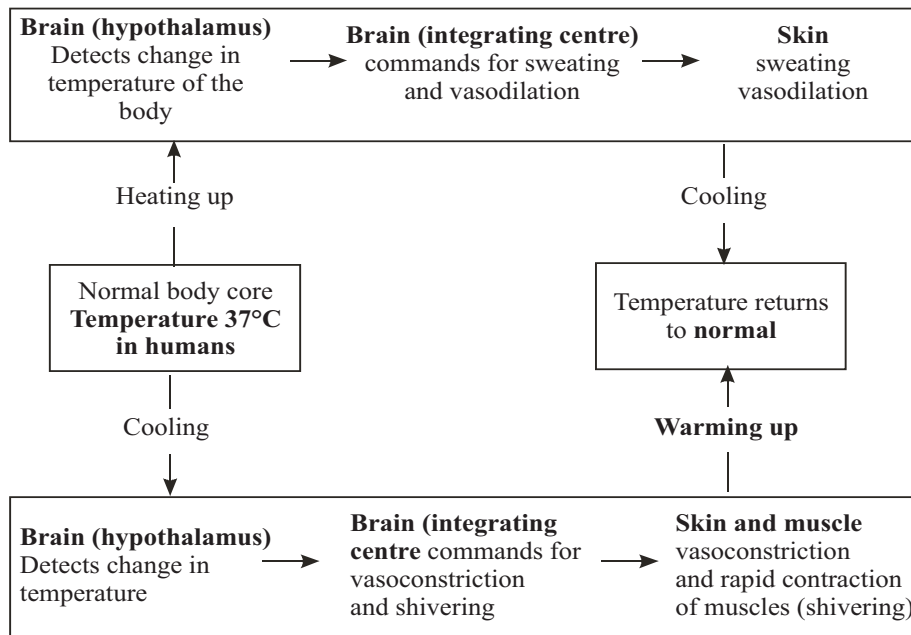 Brain (hypothalamus)
Detects change in
temperature of the
body
Brain (integrating centre)
commands for sweating
and vasodilation
Skin
sweating
vasodilation
Heating up
Cooling
Normal body core
Temperature 37°C
in humans
Temperature returns
to normal
Cooling
Warming up
Brain (hypothalamus)
Detects change in
temperature
Brain (integrating
centre commands for
vasoconstriction
and shivering
Skin and muscle
vasoconstriction
and rapid contraction
of muscles (shivering)